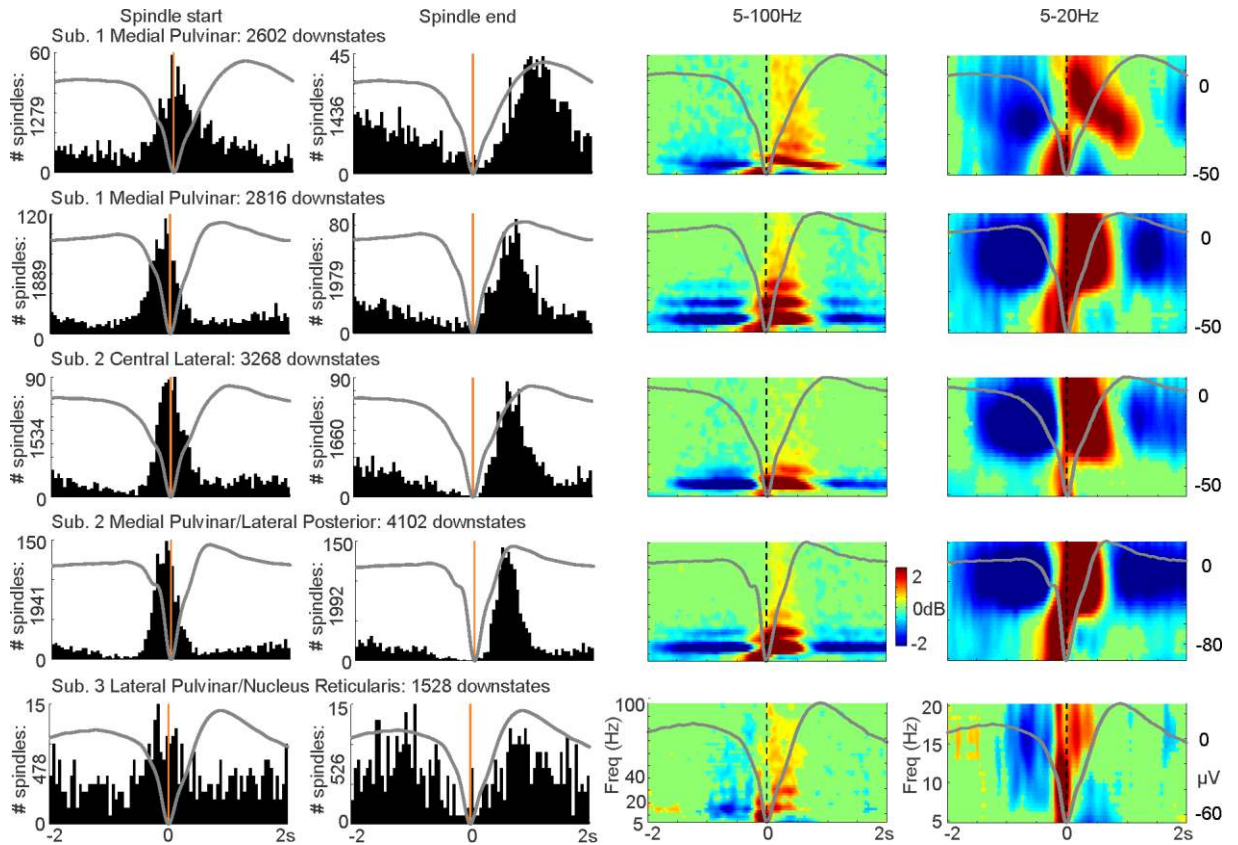 Spindle start Spindle end 5-100Hz 5-20Hz
Sub. 1 Medial Pulvinar: 2602 downstates
# spindles: 1279 60 0
# spindles: 1436 45 0
0 -50
Sub. 1 Medial Pulvinar: 2816 downstates
# spindles: 1889 120 0
# spindles: 1979 80 0
0 -50
Sub. 2 Central Lateral: 3268 downstates
# spindles: 1534 90 0
# spindles: 1660 90 0
0 -50
Sub. 2 Medial Pulvinar/Lateral Posterior: 4102 downstates
# spindles: 1941 150 0
# spindles: 1992 150 0
2 0dB -2
0 -80
Sub. 3 Lateral Pulvinar/Nucleus Reticularis: 1528 downstates
# spindles: 478 15 0
# spindles: 526 15 0
Freq (Hz) 100 40 20 5
Freq (Hz) 20 15 10 5
0 µV -60
-2 0 2s -2 0 2s -2 0 2s -2 0 2s